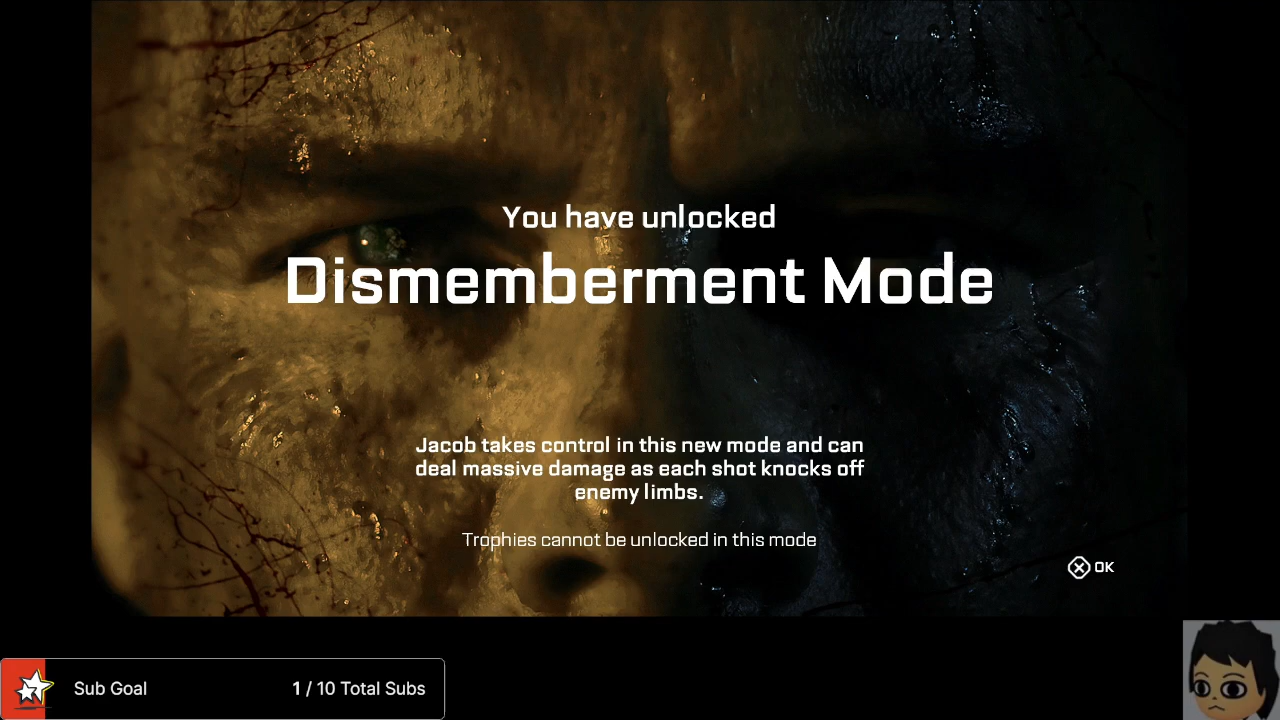 You have unlocked
Dismemberment Mode
Jacob takes control in this new mode and can
deal massive damage as each shot knocks off
enemy limbs.
Trophies cannot be unlocked in this mode
OK
Sub Goal 1 / 10 Total Subs